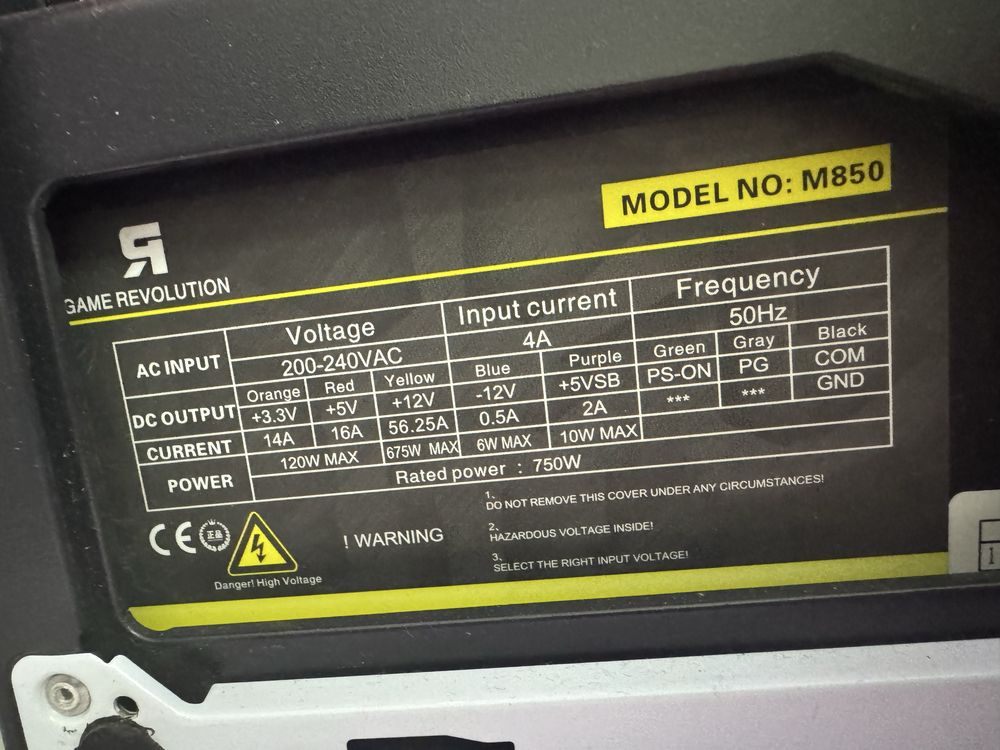 MODEL NO: M850
GAME REVOLUTION
AC INPUT Voltage Input current Frequency
200-240VAC 4A 50Hz
DC OUTPUT Orange Red Yellow Blue Purple Green Gray Black
+3.3V +5V +12V -12V +5VSB PS-ON PG COM
CURRENT 14A 16A 56.25A 0.5A 2A *** *** GND
POWER 120W MAX 675W MAX 6W MAX 10W MAX
Rated power : 750W
CE 正品
! WARNING
Danger! High Voltage
1、
DO NOT REMOVE THIS COVER UNDER ANY CIRCUMSTANCES!
2、
HAZARDOUS VOLTAGE INSIDE!
3、
SELECT THE RIGHT INPUT VOLTAGE!
1